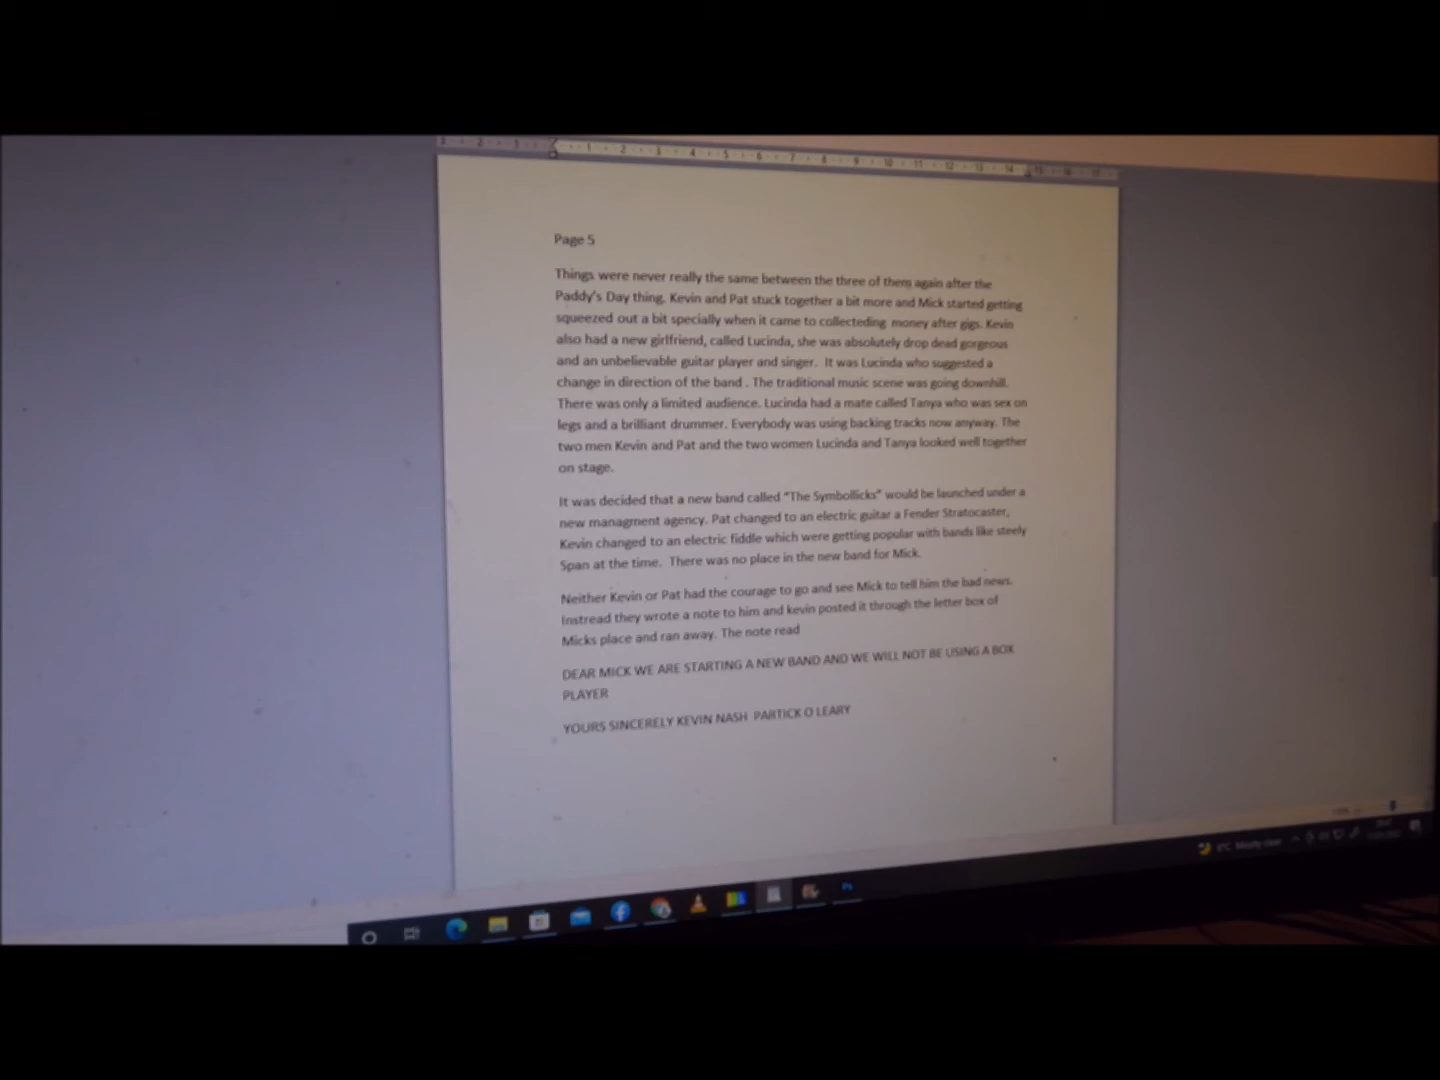 Page 5
Things were never really the same between the three of them again after the
Paddy's Day thing. Kevin and Pat stuck together a bit more and Mick started getting
squeezed out a bit specially when it came to collecteding money after gigs. Kevin
also had a new girlfriend, called Lucinda, she was absolutely drop dead gorgeous
and an unbelievable guitar player and singer. It was Lucinda who suggested a
change in direction of the band . The traditional music scene was going downhill.
There was only a limited audience. Lucinda had a mate called Tanya who was sex on
legs and a brilliant drummer. Everybody was using backing tracks now anyway. The
two men Kevin and Pat and the two women Lucinda and Tanya looked well together
on stage.
It was decided that a new band called "The Symbollicks" would be launched under a
new managment agency. Pat changed to an electric guitar a Fender Stratocaster,
Kevin changed to an electric fiddle which were getting popular with bands like steely
Span at the time. There was no place in the new band for Mick.
Neither Kevin or Pat had the courage to go and see Mick to tell him the bad news.
Instread they wrote a note to him and kevin posted it through the letter box of
Micks place and ran away. The note read
DEAR MICK WE ARE STARTING A NEW BAND AND WE WILL NOT BE USING A BOX
PLAYER
YOURS SINCERELY KEVIN NASH PARTICK O LEARY
Mostly clear